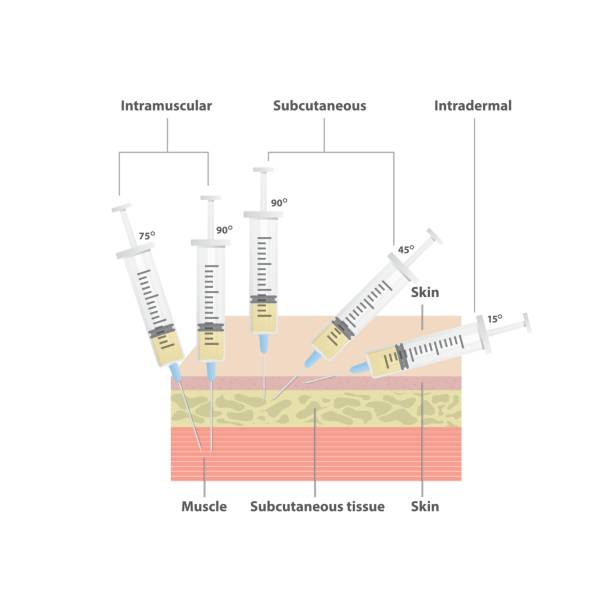 Intramuscular
Subcutaneous
Intradermal
75°
90°
90°
45°
Skin
15°
Muscle
Subcutaneous tissue
Skin